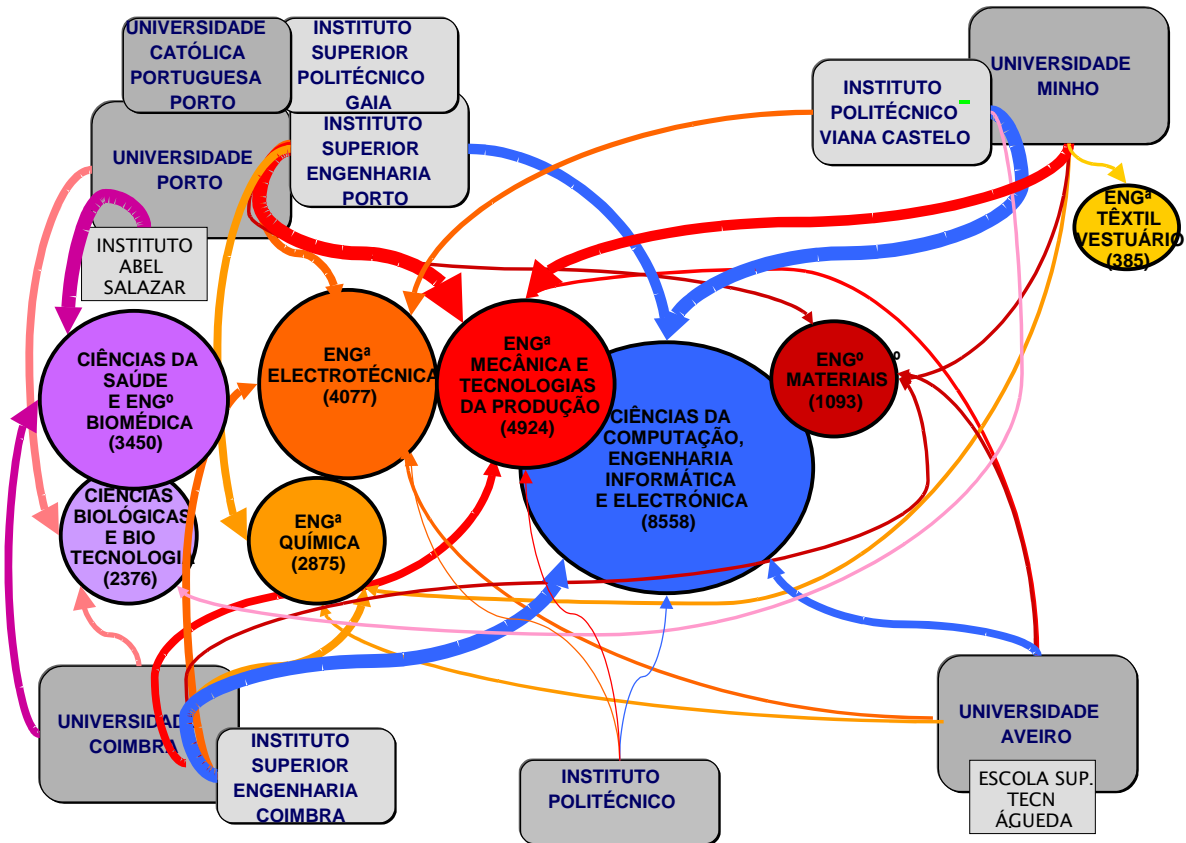 UNIVERSIDADE
CATÓLICA
PORTUGUESA
PORTO
INSTITUTO
SUPERIOR
POLITÉCNICO
GAIA
UNIVERSIDADE
PORTO
INSTITUTO
SUPERIOR
ENGENHARIA
PORTO
INSTITUTO
ABEL
SALAZAR
INSTITUTO
POLITÉCNICO
VIANA CASTELO
UNIVERSIDADE
MINHO
ENGª
TÊXTIL
VESTUÁRIO
(385)
CIÊNCIAS DA
SAÚDE
E ENGº
BIOMÉDICA
(3450)
CIÊNCIAS
BIOLÓGICAS
E BIO
TECNOLOGIA
(2376)
ENGª
ELECTROTÉCNICA
(4077)
ENGª
QUÍMICA
(2875)
ENGª
MECÂNICA E
TECNOLOGIAS
DA PRODUÇÃO
(4924)
CIÊNCIAS DA
COMPUTAÇÃO,
ENGENHARIA
INFORMÁTICA
E ELECTRÓNICA
(8558)
ENGº º
MATERIAIS
(1093)
UNIVERSIDADE
COIMBRA
INSTITUTO
SUPERIOR
ENGENHARIA
COIMBRA
INSTITUTO
POLITÉCNICO
UNIVERSIDADE
AVEIRO
ESCOLA SUP.
TECN
ÁGUEDA